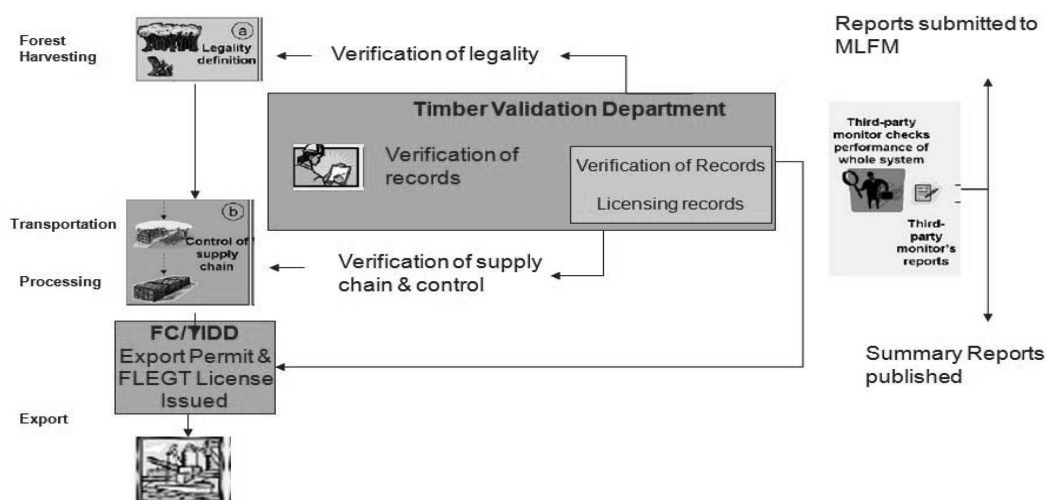 Forest
Harvesting
a
Legality
definition
Verification of legality
Timber Validation Department
Verification of
records
Verification of Records
Licensing records
Transportation
b
Control of
supply
chain
Processing
Verification of supply
chain & control
FC/TIDD
Export Permit &
FLEGT License
Issued
Export
Reports submitted to
MLFM
Third-party
monitor checks
performance of
whole system
Third-
party
monitor's
reports
Summary Reports
published